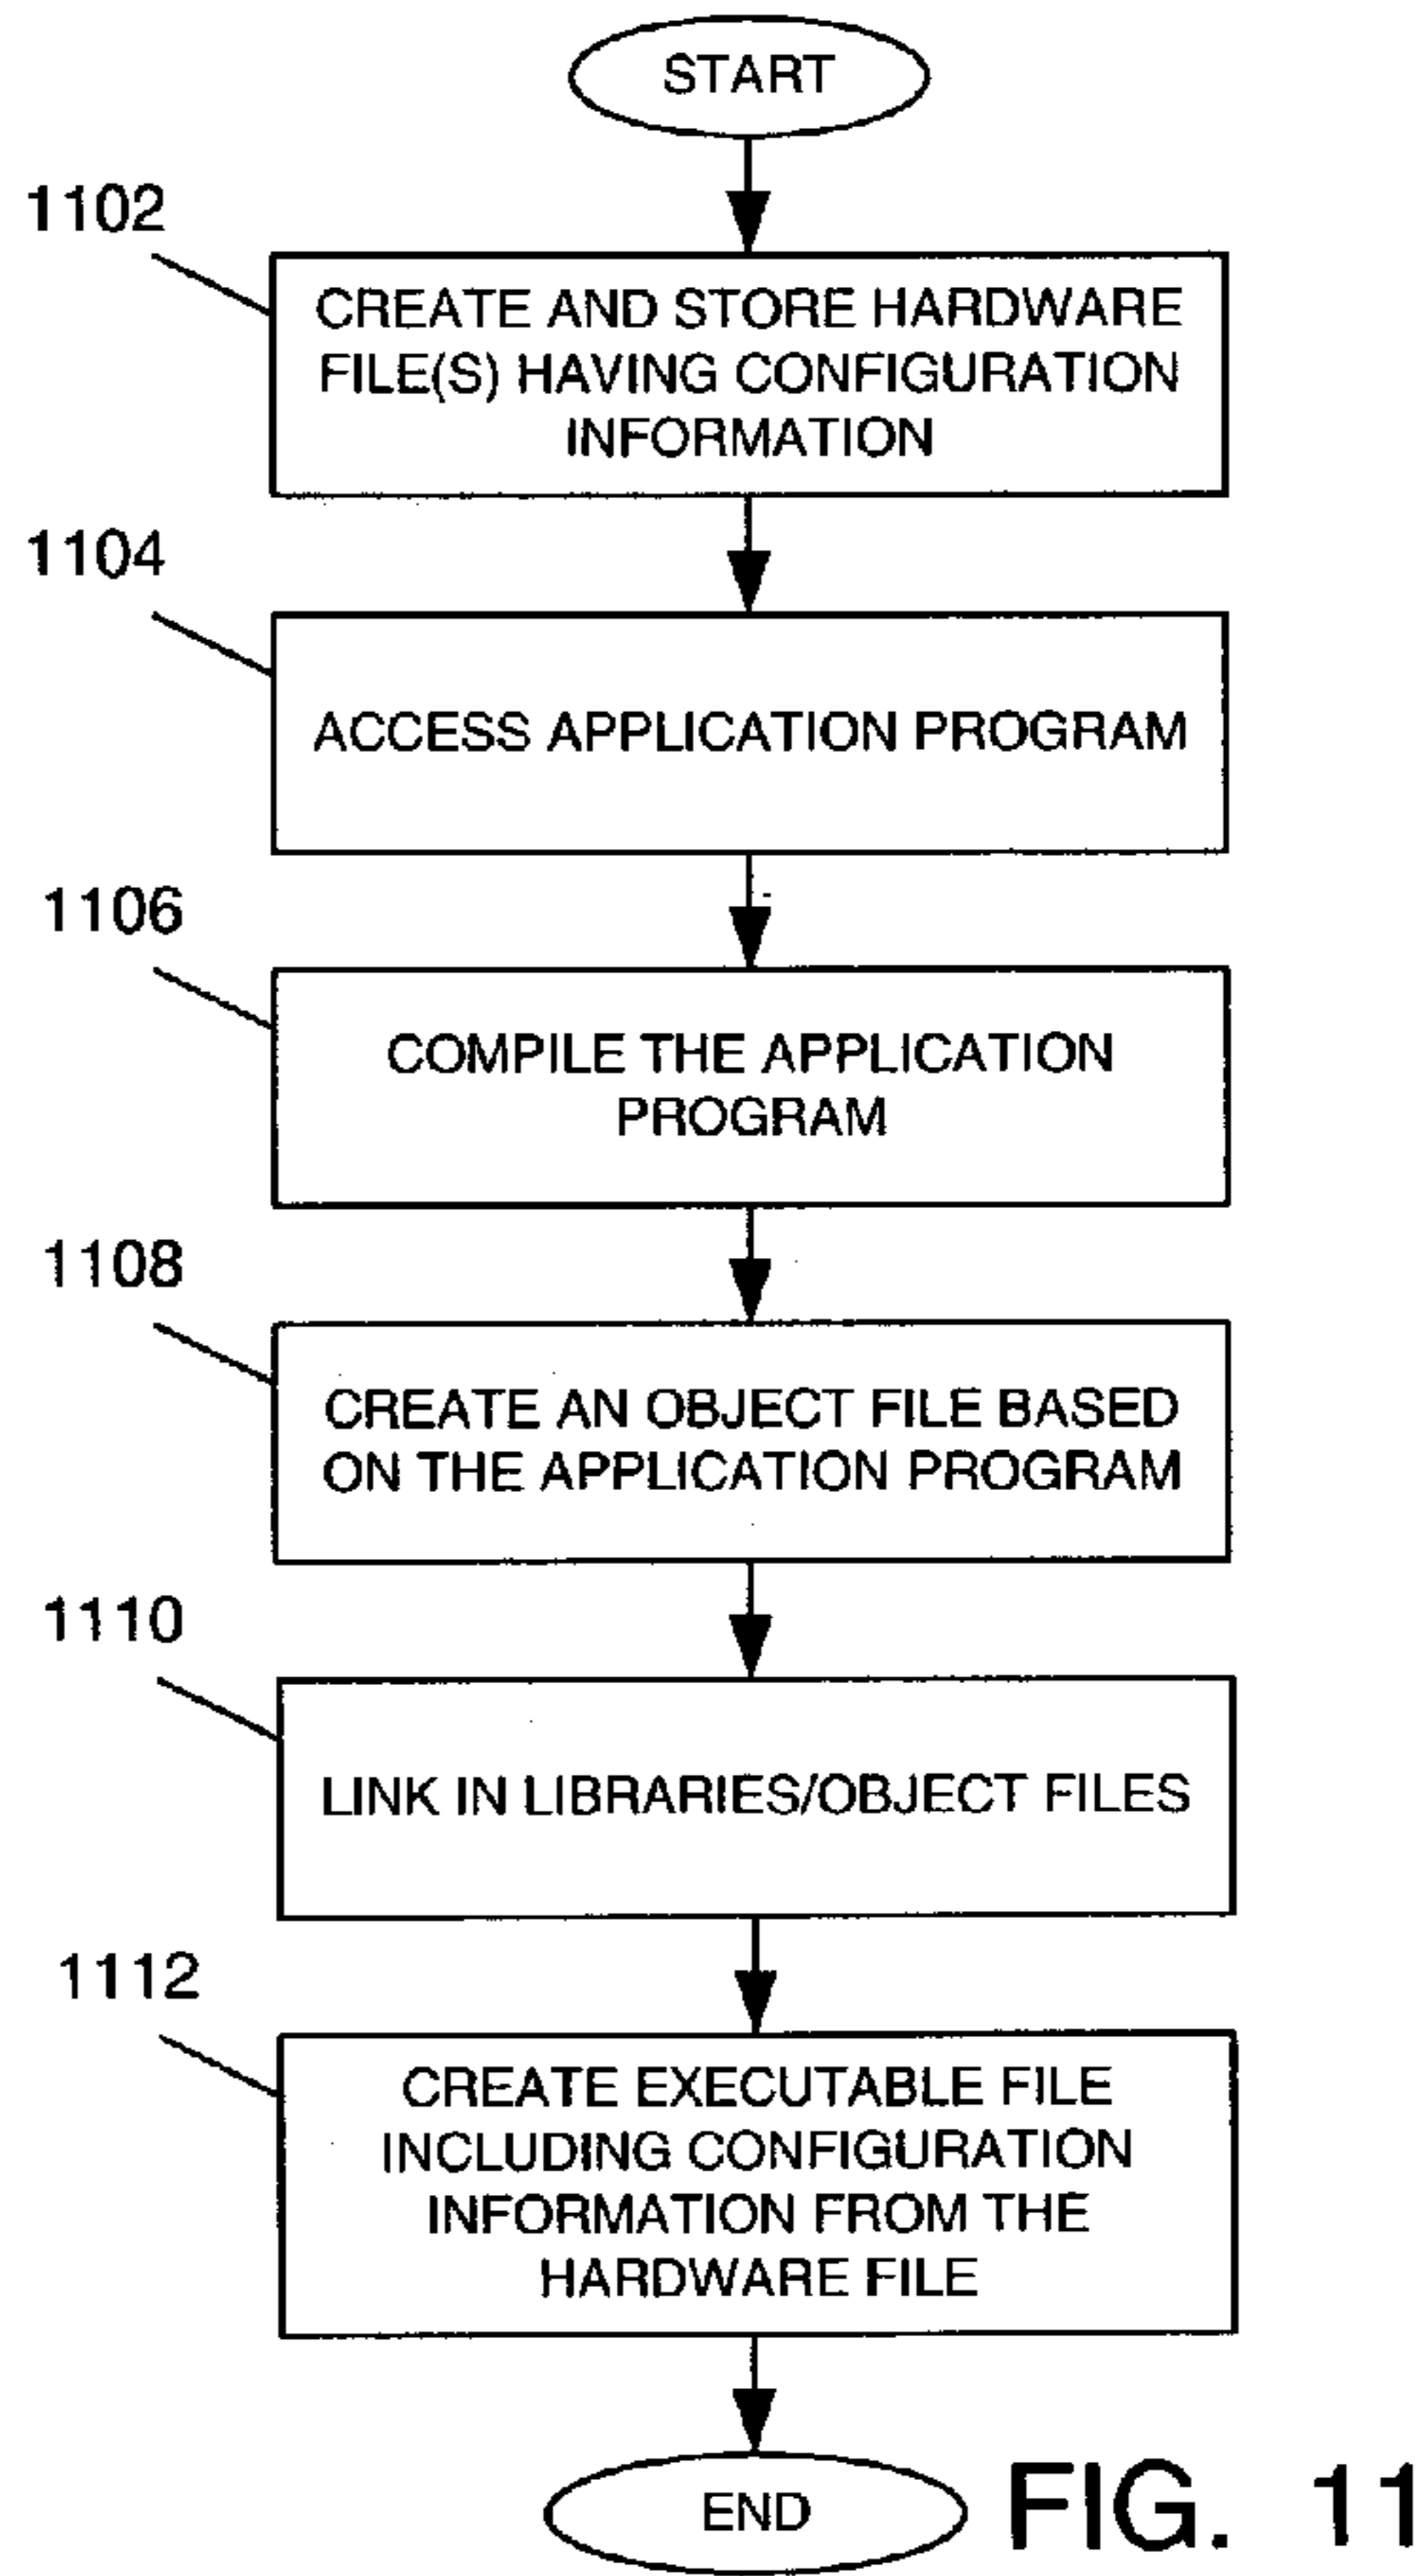 START
1102
CREATE AND STORE HARDWARE
FILE(S) HAVING CONFIGURATION
INFORMATION
1104
ACCESS APPLICATION PROGRAM
1106
COMPILE THE APPLICATION
PROGRAM
1108
CREATE AN OBJECT FILE BASED
ON THE APPLICATION PROGRAM
1110
LINK IN LIBRARIES/OBJECT FILES
1112
CREATE EXECUTABLE FILE
INCLUDING CONFIGURATION
INFORMATION FROM THE
HARDWARE FILE
END
FIG. 11